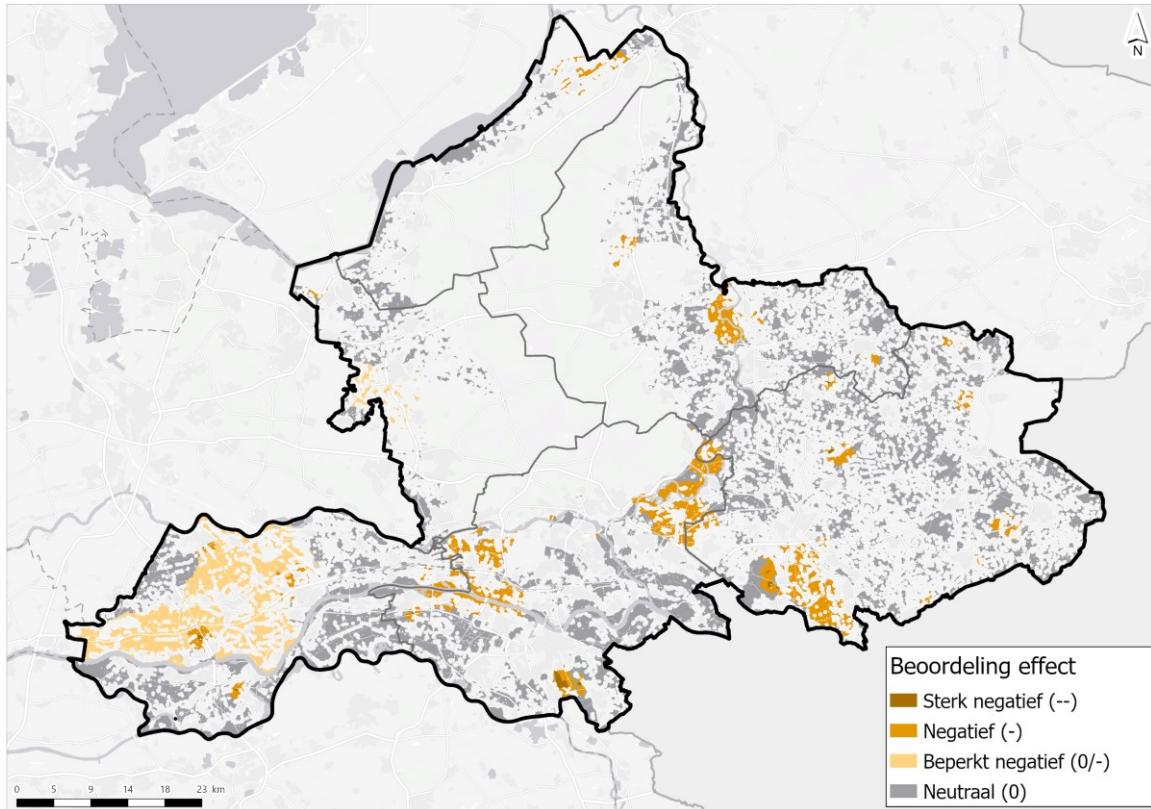 N
Beoordeling effect
Sterk negatief (--)
Negatief (-)
Beperkt negatief (0/-)
Neutraal (0)
0 5 9 14 18 23 km